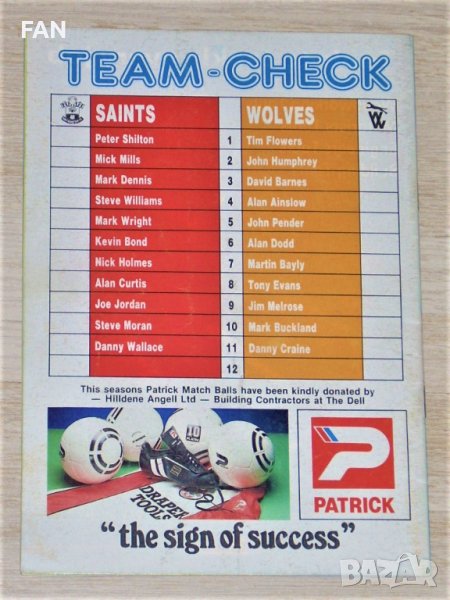 FAN
TEAM-CHECK
SAINTS WOLVES
Peter Shilton 1 Tim Flowers
Mick Mills 2 John Humphrey
Mark Dennis 3 David Barnes
Steve Williams 4 Alan Ainslow
Mark Wright 5 John Pender
Kevin Bond 6 Alan Dodd
Nick Holmes 7 Martin Bayly
Alan Curtis 8 Tony Evans
Joe Jordan 9 Jim Melrose
Steve Moran 10 Mark Buckland
Danny Wallace 11 Danny Craine
12
This seasons Patrick Match Balls have been kindly donated by
— Hilldene Angell Ltd — Building Contractors at The Dell
DRAPER
TOOLS
P
PATRICK
“the sign of success”
БАZАР